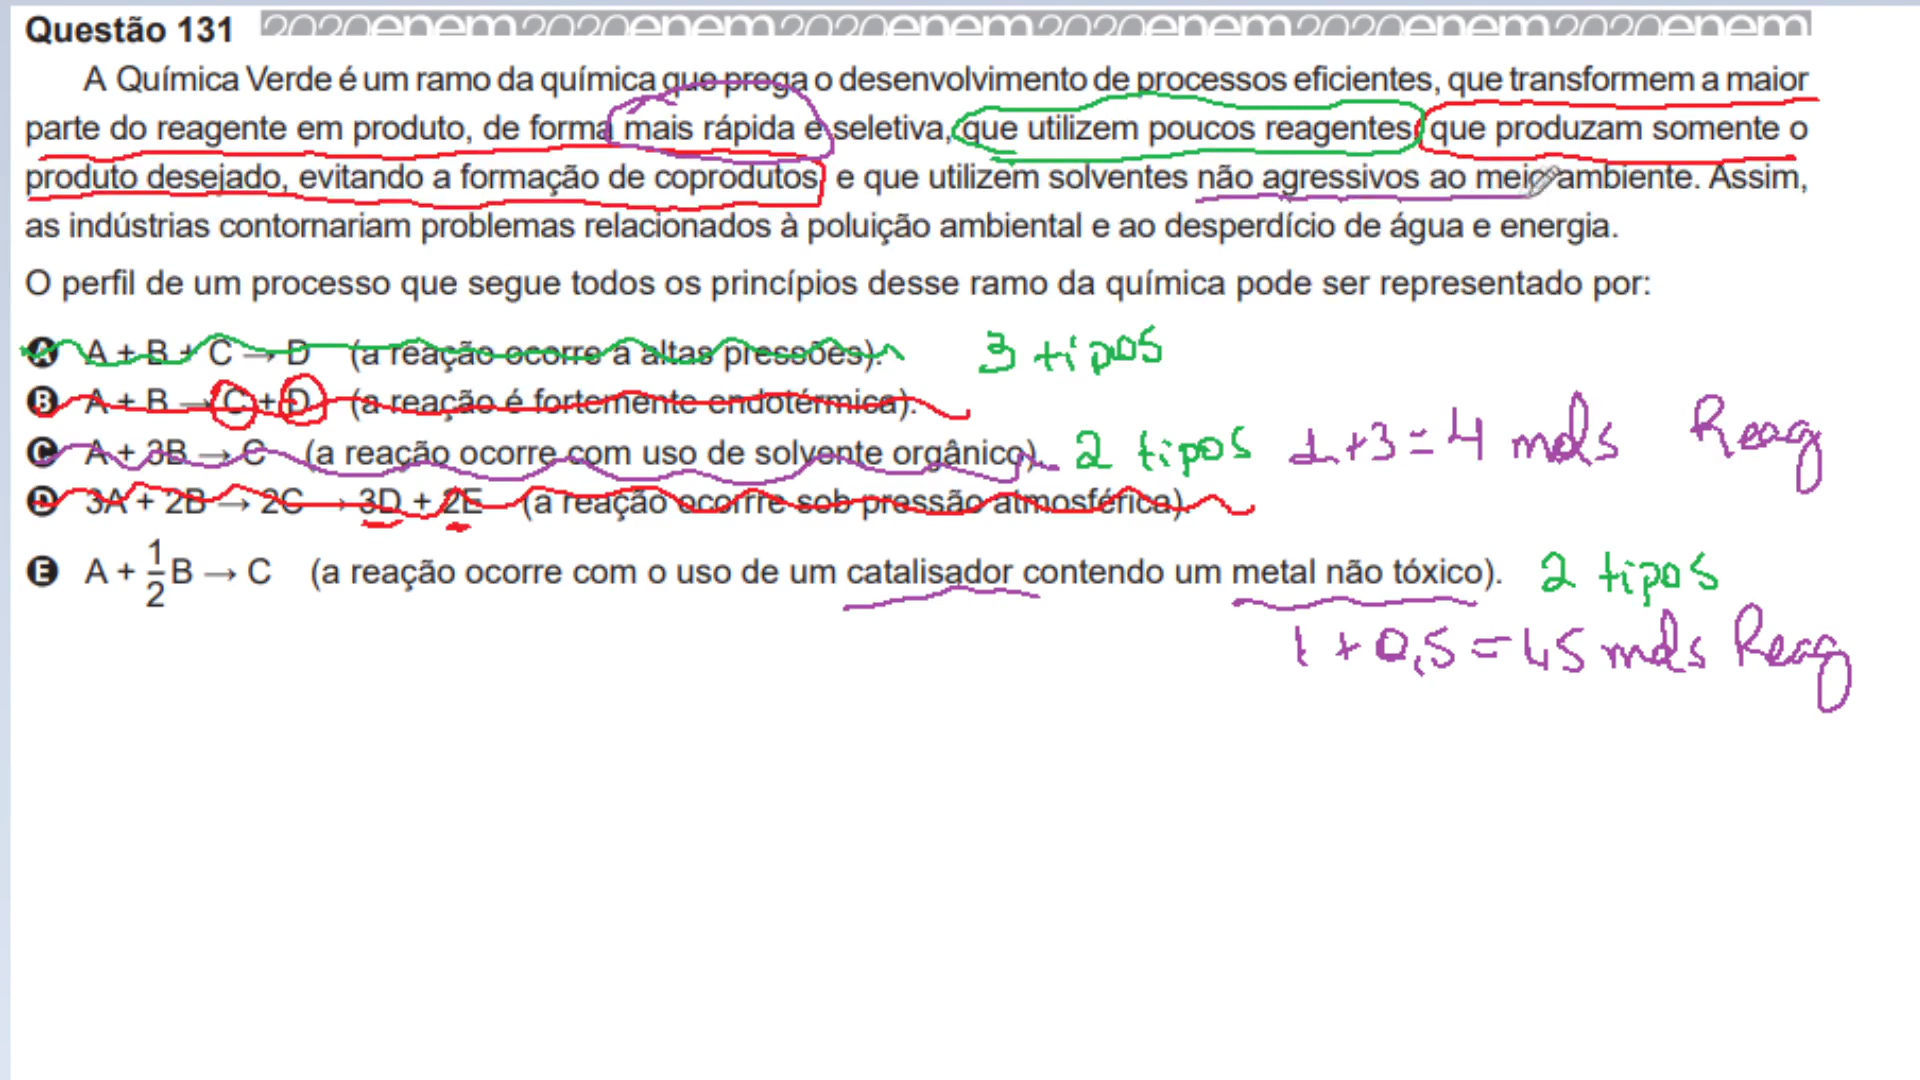 Questão 131 2020enem2020enem2020enem2020enem2020enem2020enem
A Química Verde é um ramo da química que prega o desenvolvimento de processos eficientes, que transformem a maior
parte do reagente em produto, de forma mais rápida e seletiva, que utilizem poucos reagentes, que produzam somente o
produto desejado, evitando a formação de coprodutos, e que utilizem solventes não agressivos ao meio ambiente. Assim,
as indústrias contornariam problemas relacionados à poluição ambiental e ao desperdício de água e energia.
O perfil de um processo que segue todos os princípios desse ramo da química pode ser representado por:
A A + B + C → D (a reação ocorre a altas pressões). 3 tipos
B A + B → C + D (a reação é fortemente endotérmica).
C A + 3B → C (a reação ocorre com uso de solvente orgânico). 2 tipos 1+3=4 mols Reag
D 3A + 2B → 2C → 3D + 2E (a reação ocorre sob pressão atmosférica).
E A + 1/2 B → C (a reação ocorre com o uso de um catalisador contendo um metal não tóxico). 2 tipos
1 + 0,5 = 1,5 mols Reag